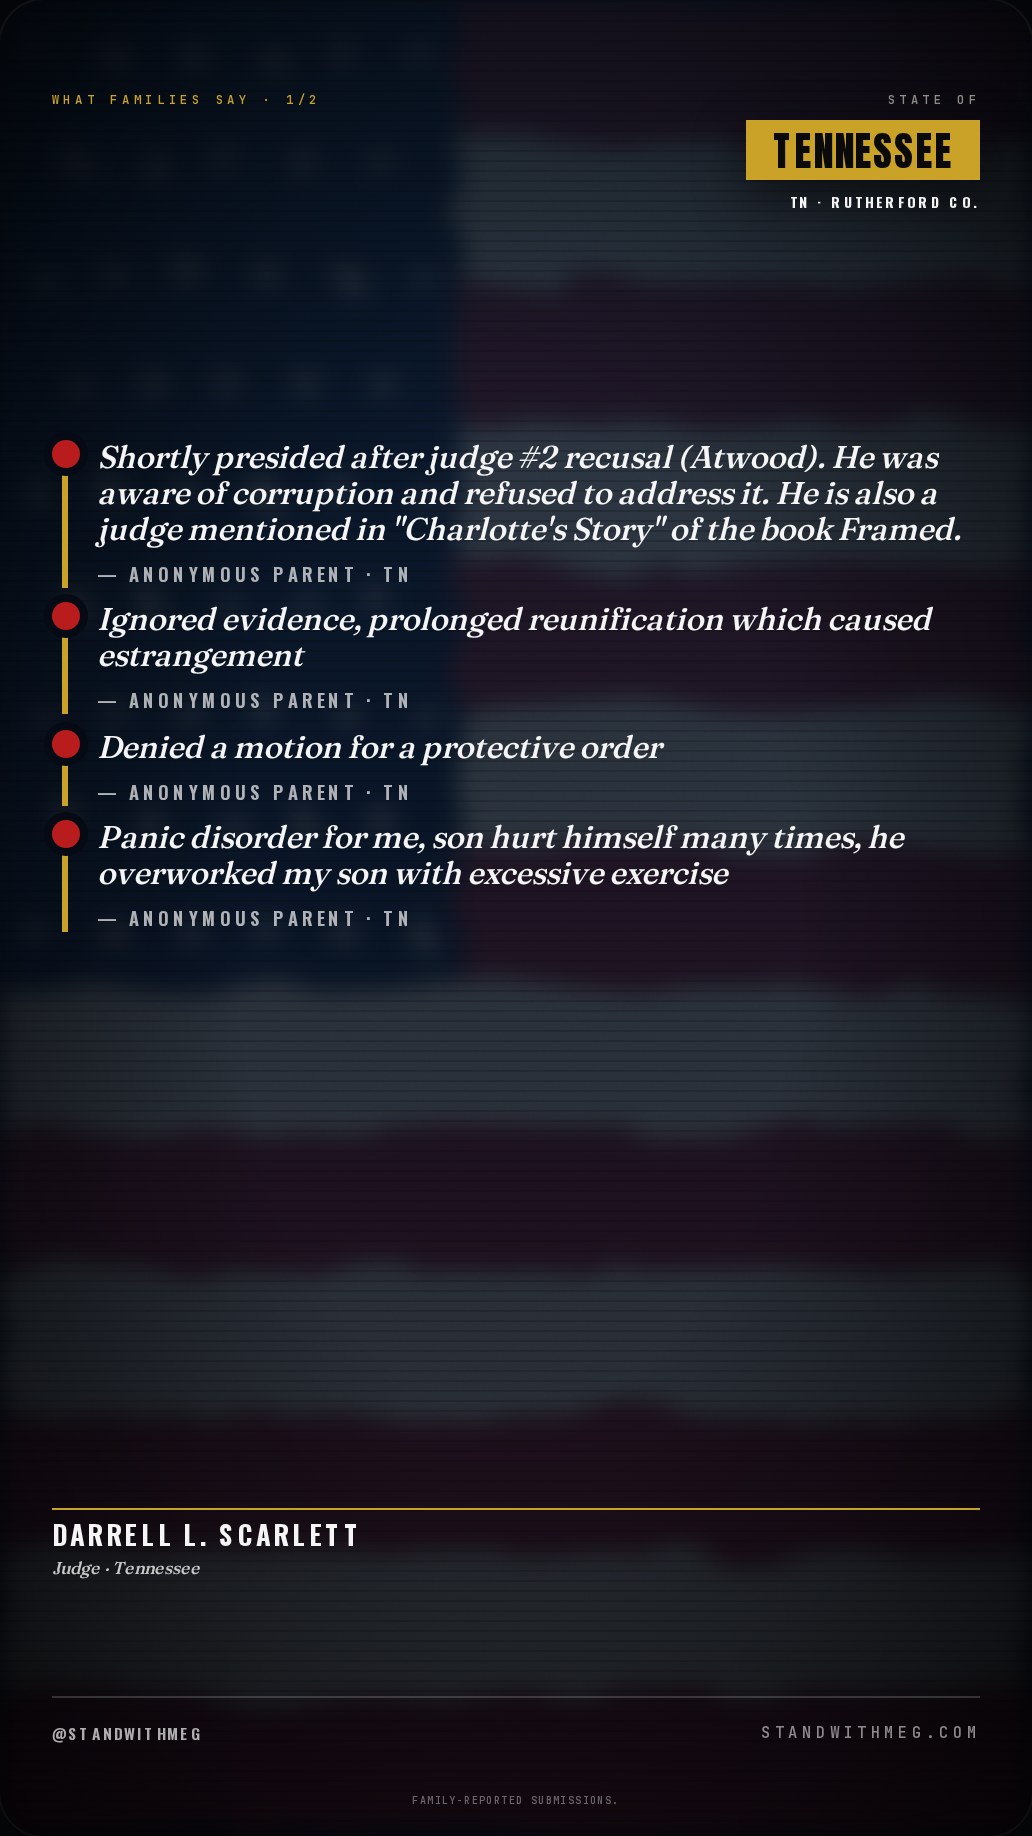 WHAT FAMILIES SAY · 1/2
STATE OF
TENNESSEE
TN · RUTHERFORD CO.
Shortly presided after judge #2 recusal (Atwood). He was
aware of corruption and refused to address it. He is also a
judge mentioned in "Charlotte's Story" of the book Framed.
— ANONYMOUS PARENT · TN
Ignored evidence, prolonged reunification which caused
estrangement
— ANONYMOUS PARENT · TN
Denied a motion for a protective order
— ANONYMOUS PARENT · TN
Panic disorder for me, son hurt himself many times, he
overworked my son with excessive exercise
— ANONYMOUS PARENT · TN
DARRELL L. SCARLETT
Judge · Tennessee
@STANDWITHMEG
STANDWITHMEG.COM
FAMILY-REPORTED SUBMISSIONS.